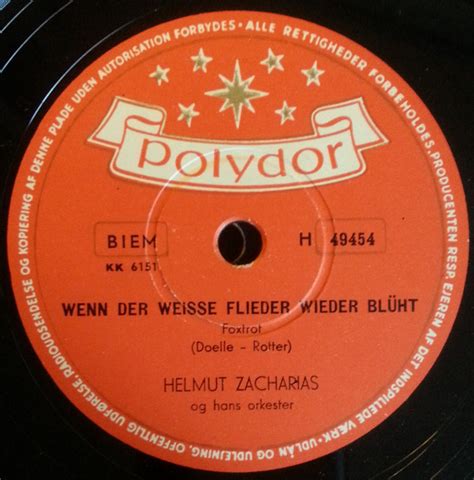 polydor
BIEM
KK 6151
H 49454
WENN DER WEISSE FLIEDER WIEDER BLÜHT
Foxtrot
(Doelle - Rotter)
HELMUT ZACHARIAS
og hans orkester
ALLE RETTIGHEDER FORBEHOLDES, PRODUCENTEN RESP. EJEREN AF DET INDSPILLEDE VÆRK · UDLÅN OG UDLEJNING, OFFENTLIG UDFØRELSE, RADIOUDSENDELSE OG KOPIERING AF DENNE PLADE UDEN AUTORISATION FORBYDES ·